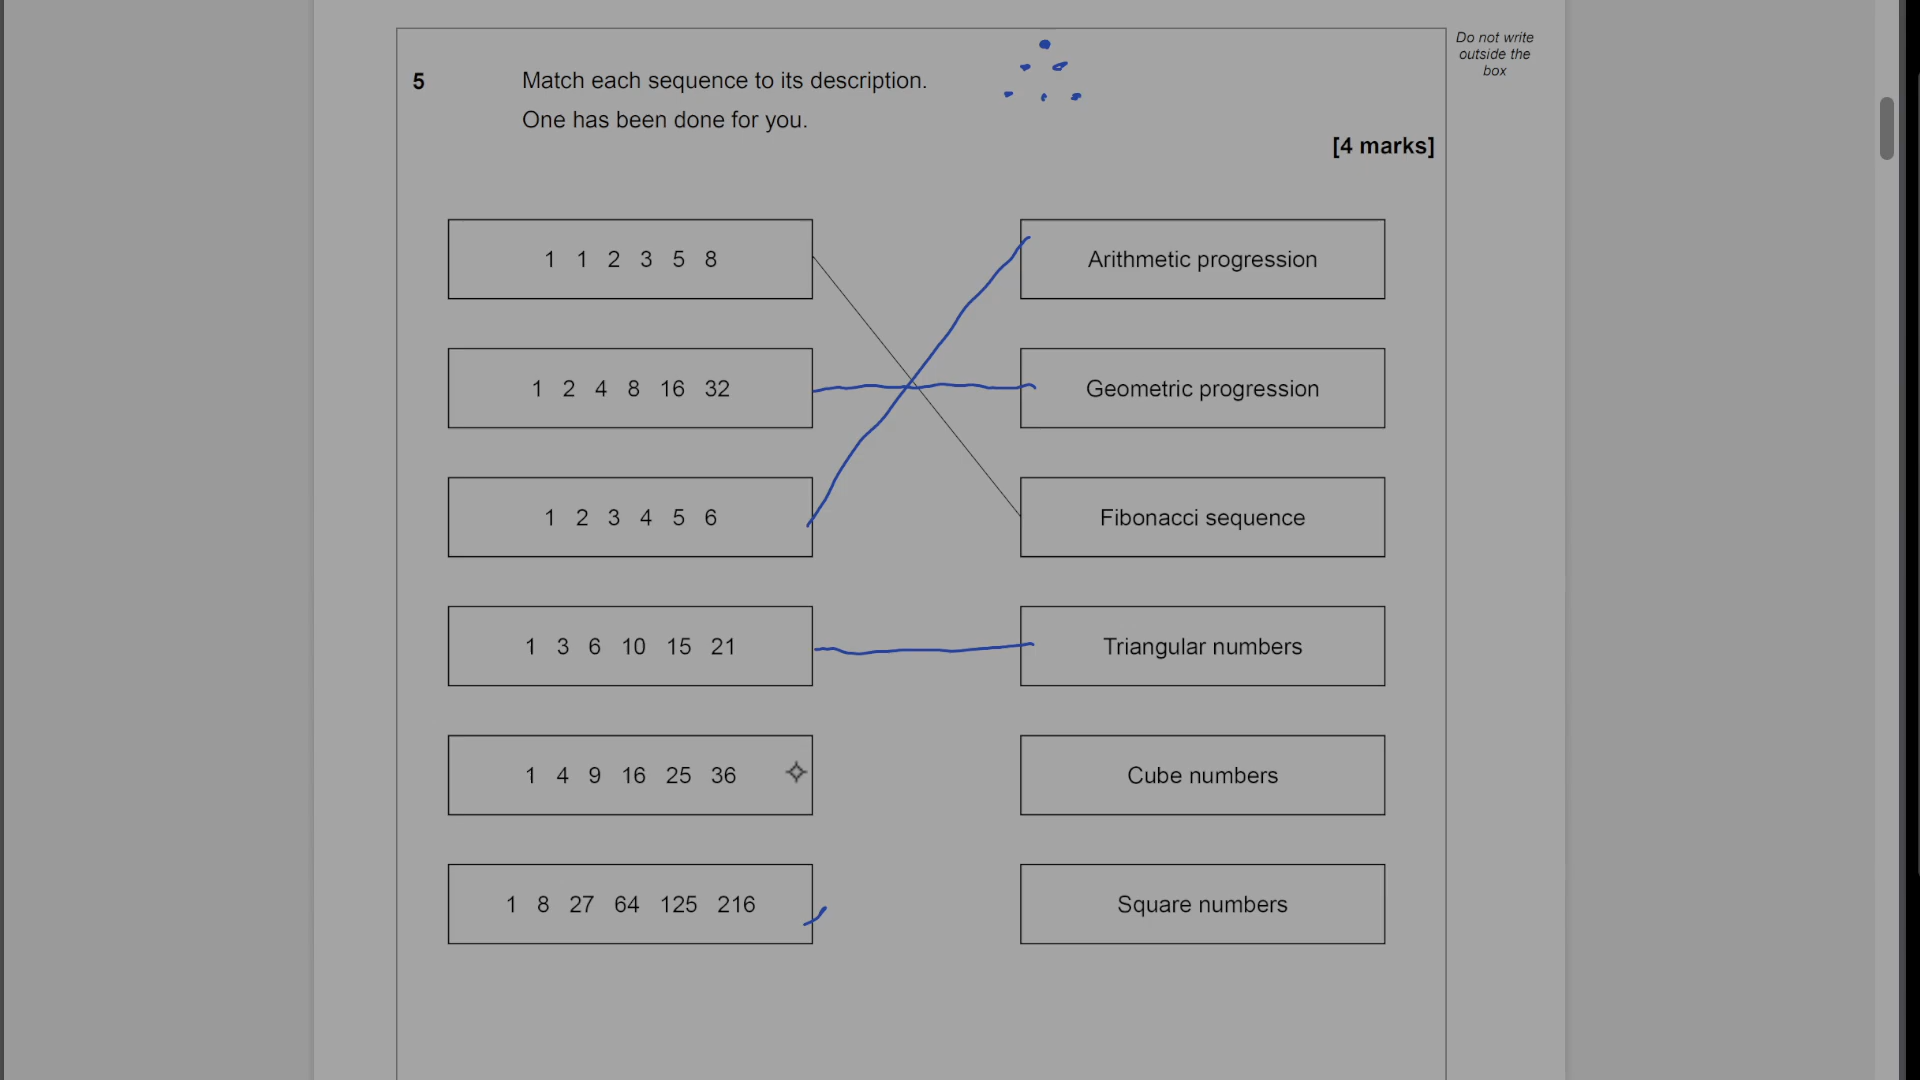 Do not write
outside the
box
5 Match each sequence to its description.
One has been done for you.
[4 marks]
1 1 2 3 5 8 Arithmetic progression
1 2 4 8 16 32 Geometric progression
1 2 3 4 5 6 Fibonacci sequence
1 3 6 10 15 21 Triangular numbers
1 4 9 16 25 36 Cube numbers
1 8 27 64 125 216 Square numbers